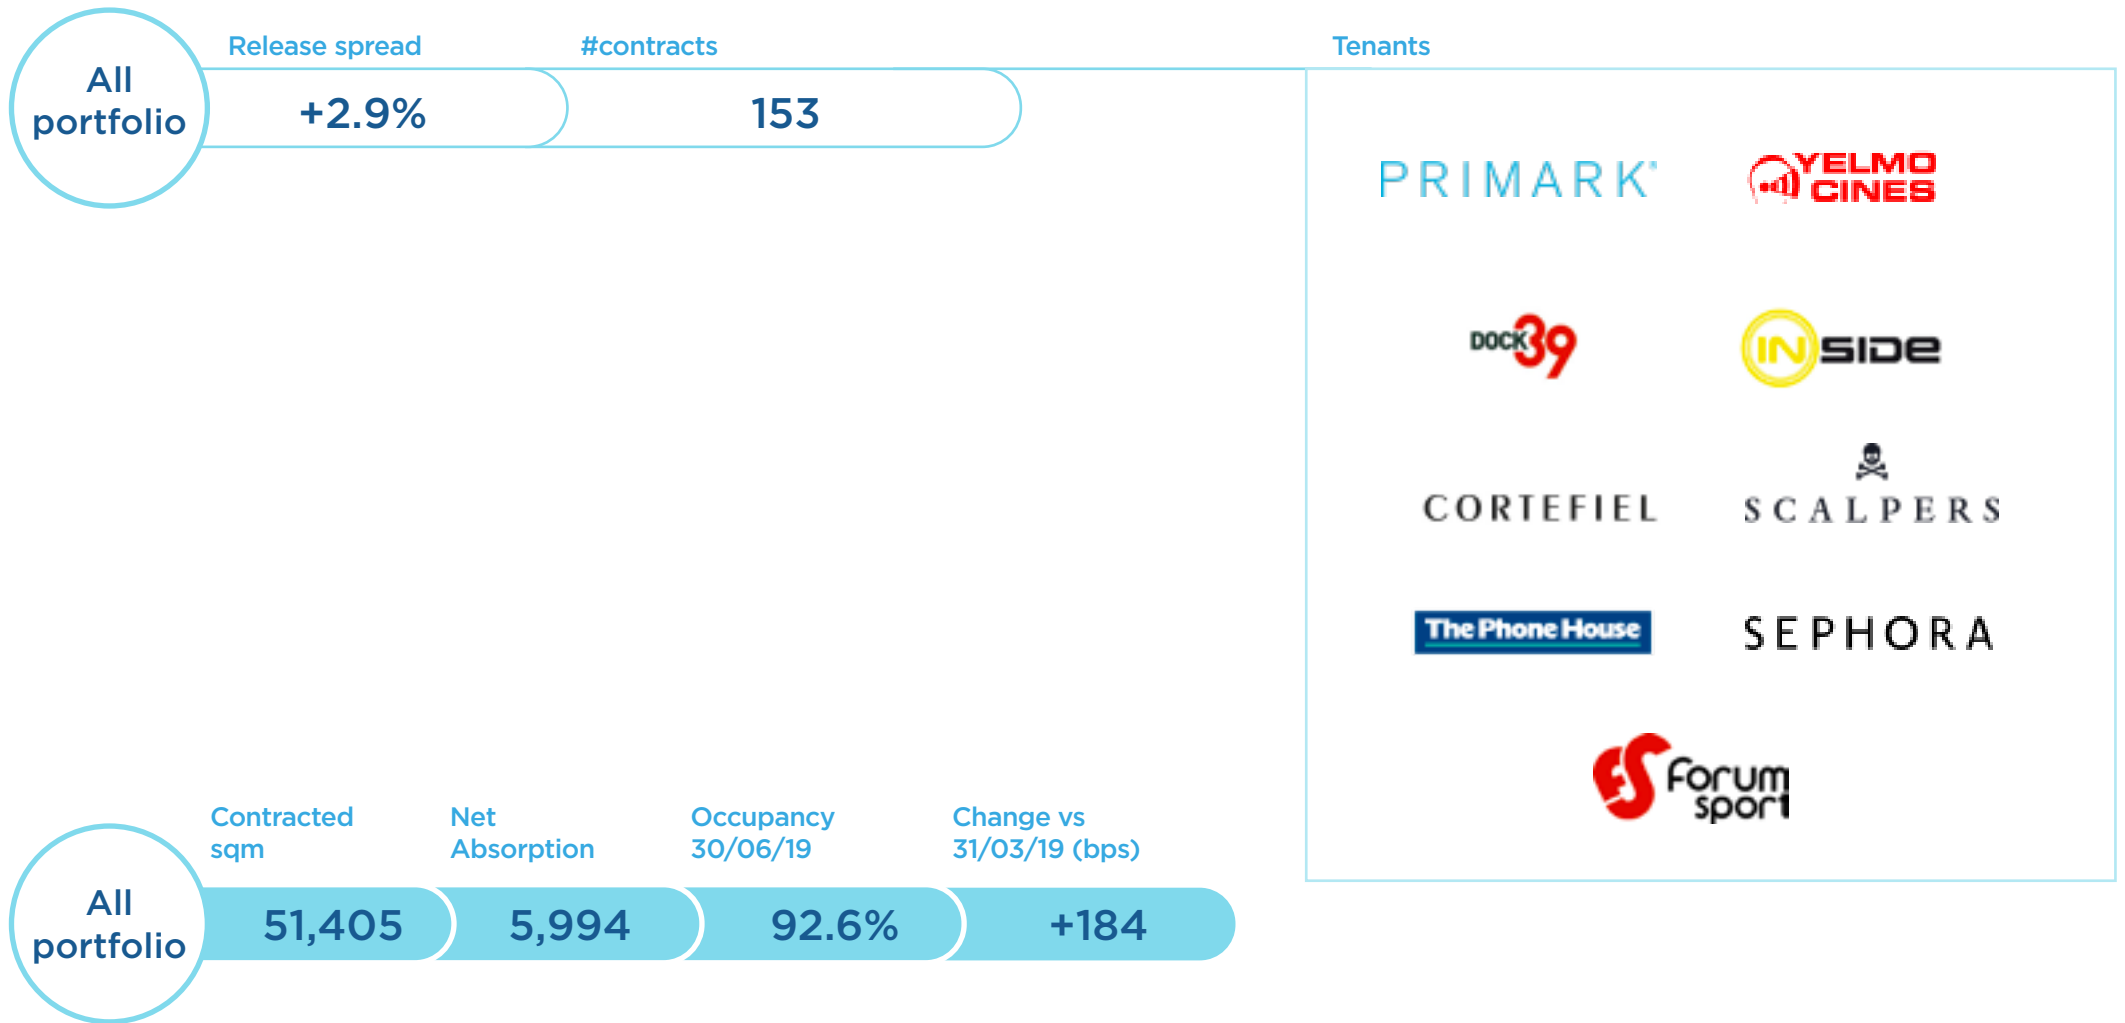 All
portfolio
Release spread
+2.9%
#contracts
153
Tenants
PRIMARK®
YELMO
CINES
DOCK39
INSIDE
CORTEFIEL
SCALPERS
The Phone House
SEPHORA
FS Forum
sport
All
portfolio
Contracted
sqm
51,405
Net
Absorption
5,994
Occupancy
30/06/19
92.6%
Change vs
31/03/19 (bps)
+184